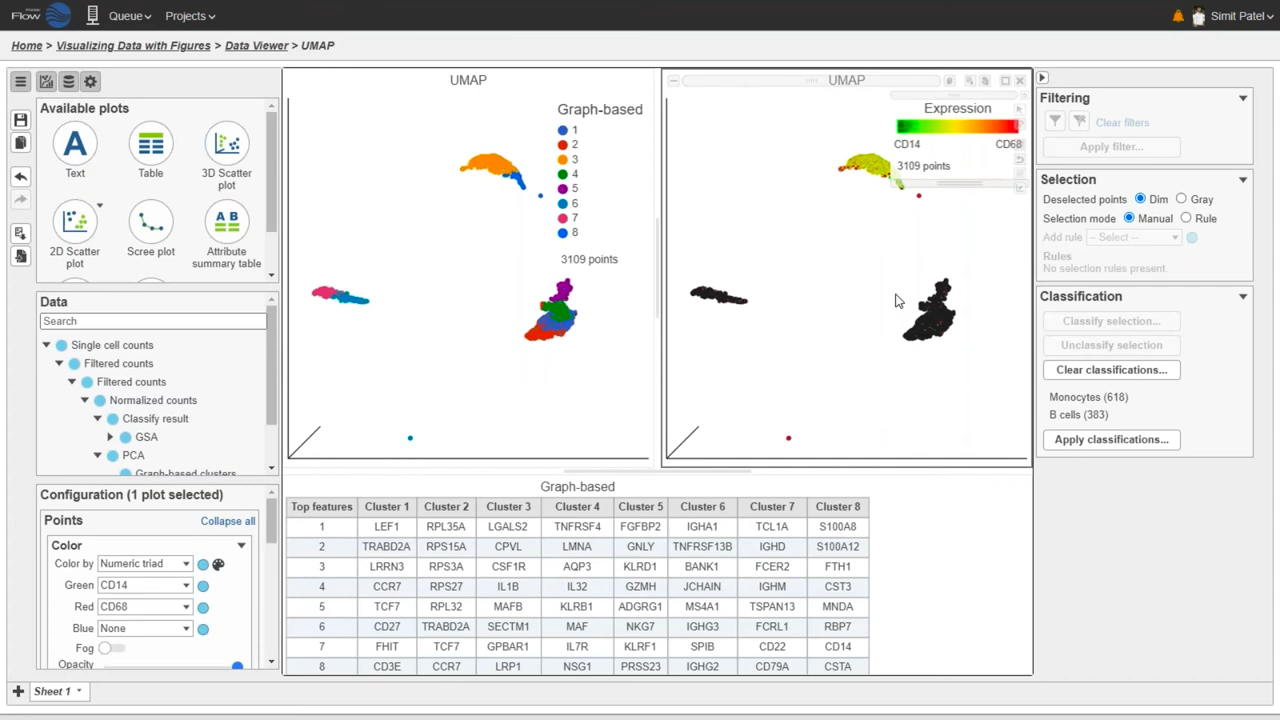 Flow Queue Projects Simit Patel
Home > Visualizing Data with Figures > Data Viewer > UMAP
Available plots
Text Table 3D Scatter plot
2D Scatter plot Scree plot Attribute summary table
Data
Search
Single cell counts
Filtered counts
Filtered counts
Normalized counts
Classify result
GSA
PCA
Graph-based clusters
Configuration (1 plot selected)
Points Collapse all
Color
Color by Numeric triad
Green CD14
Red CD68
Blue None
Fog
Opacity
Sheet 1
UMAP
Graph-based
1
2
3
4
5
6
7
8
3109 points
UMAP
Expression
CD14 CD68
3109 points
Graph-based
Top features Cluster 1 Cluster 2 Cluster 3 Cluster 4 Cluster 5 Cluster 6 Cluster 7 Cluster 8
1 LEF1 RPL35A LGALS2 TNFRSF4 FGFBP2 IGHA1 TCL1A S100A8
2 TRABD2A RPS15A CPVL LMNA GNLY TNFRSF13B IGHD S100A12
3 LRRN3 RPS3A CSF1R AQP3 KLRD1 BANK1 FCER2 FTH1
4 CCR7 RPS27 IL1B IL32 GZMH JCHAIN IGHM CST3
5 TCF7 RPL32 MAFB KLRB1 ADGRG1 MS4A1 TSPAN13 MNDA
6 CD27 TRABD2A SECTM1 MAF NKG7 IGHG3 FCRL1 RBP7
7 FHIT TCF7 GPBAR1 IL7R KLRF1 SPIB CD22 CD14
8 CD3E CCR7 LRP1 NSG1 PRSS23 IGHG2 CD79A CSTA
Filtering
Clear filters
Apply filter...
Selection
Deselected points Dim Gray
Selection mode Manual Rule
Add rule -- Select --
Rules
No selection rules present.
Classification
Classify selection...
Unclassify selection
Clear classifications...
Monocytes (618)
B cells (383)
Apply classifications...